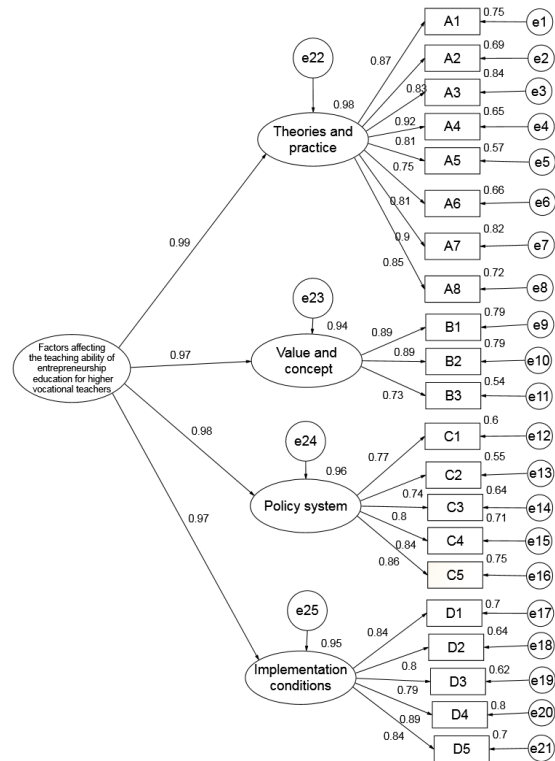 0.75
A1
e1
0.87
0.69
A2
e2
e22
0.83
0.84
A3
e3
0.98
Theories and
practice
0.92
0.65
A4
e4
0.81
0.57
A5
e5
0.75
0.66
A6
e6
0.81
0.82
A7
e7
0.9
0.85
0.72
A8
e8
0.99
e23
0.94
Value and
concept
0.89
0.79
B1
e9
0.89
0.79
B2
e10
0.73
0.54
B3
e11
Factors affecting
the teaching ability of
entrepreneurship
education for higher
vocational teachers
0.97
0.98
0.97
e24
0.96
Policy system
0.77
0.6
C1
e12
0.55
C2
e13
0.74
0.64
C3
e14
0.8
0.71
C4
e15
0.84
0.86
0.75
C5
e16
e25
0.95
Implementation
conditions
0.84
0.7
D1
e17
0.8
0.64
D2
e18
0.79
0.62
D3
e19
0.89
0.8
D4
e20
0.84
0.7
D5
e21